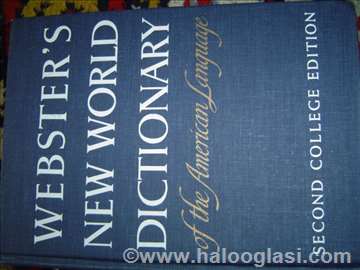 WEBSTER'S
NEW WORLD
DICTIONARY
of the American Language
SECOND COLLEGE EDITION
www.halooglasi.com